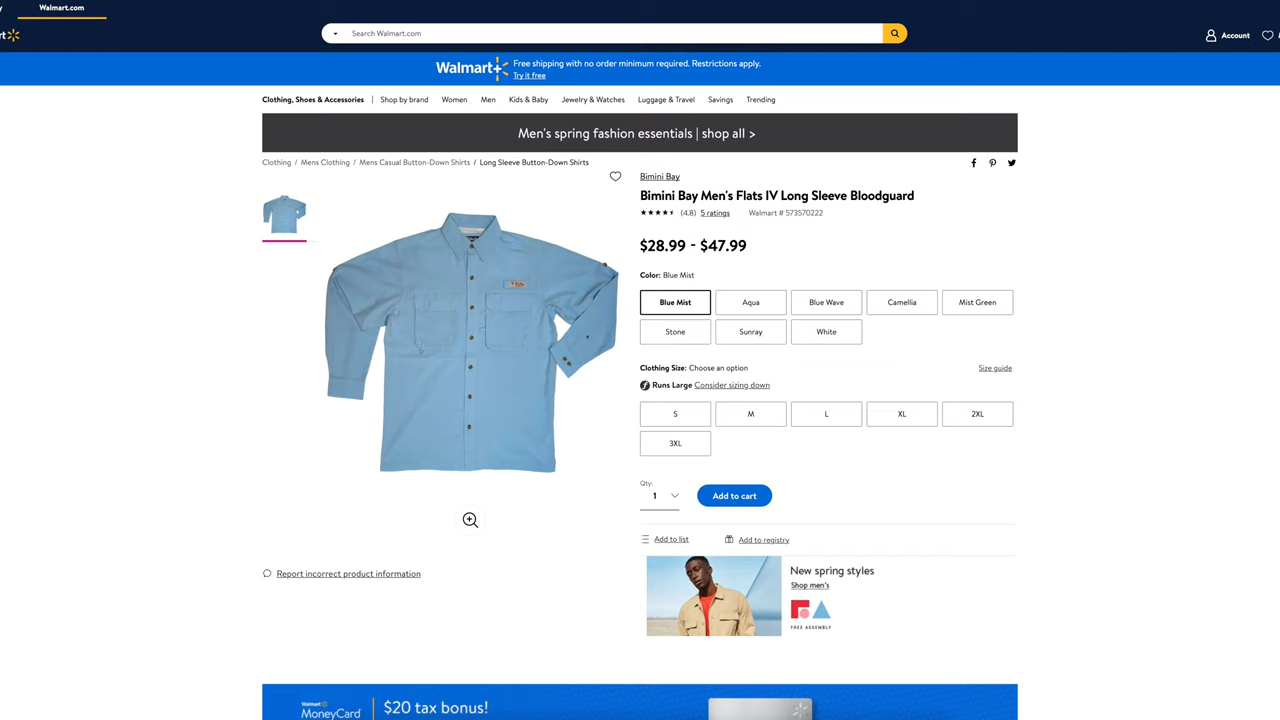 Walmart.com
Search Walmart.com
Account
Walmart+
Free shipping with no order minimum required. Restrictions apply.
Try it free
Clothing, Shoes & Accessories | Shop by brand Women Men Kids & Baby Jewelry & Watches Luggage & Travel Savings Trending
Men's spring fashion essentials | shop all >
Clothing / Mens Clothing / Mens Casual Button-Down Shirts / Long Sleeve Button-Down Shirts
Bimini Bay
Bimini Bay Men's Flats IV Long Sleeve Bloodguard
(4.8) 5 ratings Walmart # 573570222
$28.99 - $47.99
Color: Blue Mist
Blue Mist Aqua Blue Wave Camellia Mist Green
Stone Sunray White
Clothing Size: Choose an option Size guide
Runs Large Consider sizing down
S M L XL 2XL
3XL
Qty:
1 Add to cart
Add to list Add to registry
Report incorrect product information
New spring styles
Shop men's
FREE ASSEMBLY
Walmart
MoneyCard
$20 tax bonus!